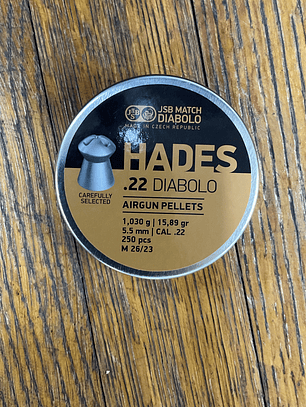 JSB MATCH
DIABOLO
MADE IN CZECH REPUBLIC
HADES
.22 DIABOLO
CAREFULLY
SELECTED
AIRGUN PELLETS
1,030 g | 15,89 gr
5.5 mm | CAL .22
250 pcs
M 26/23